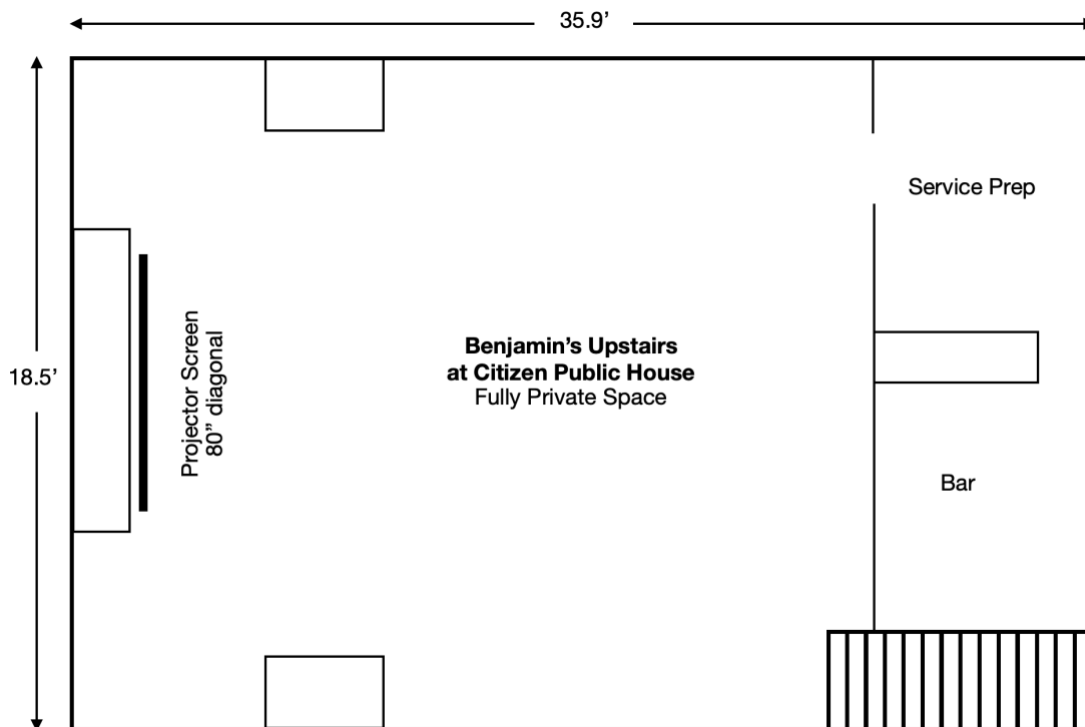 35.9’
Service Prep
Projector Screen
80” diagonal
Benjamin’s Upstairs
at Citizen Public House
Fully Private Space
18.5’
Bar